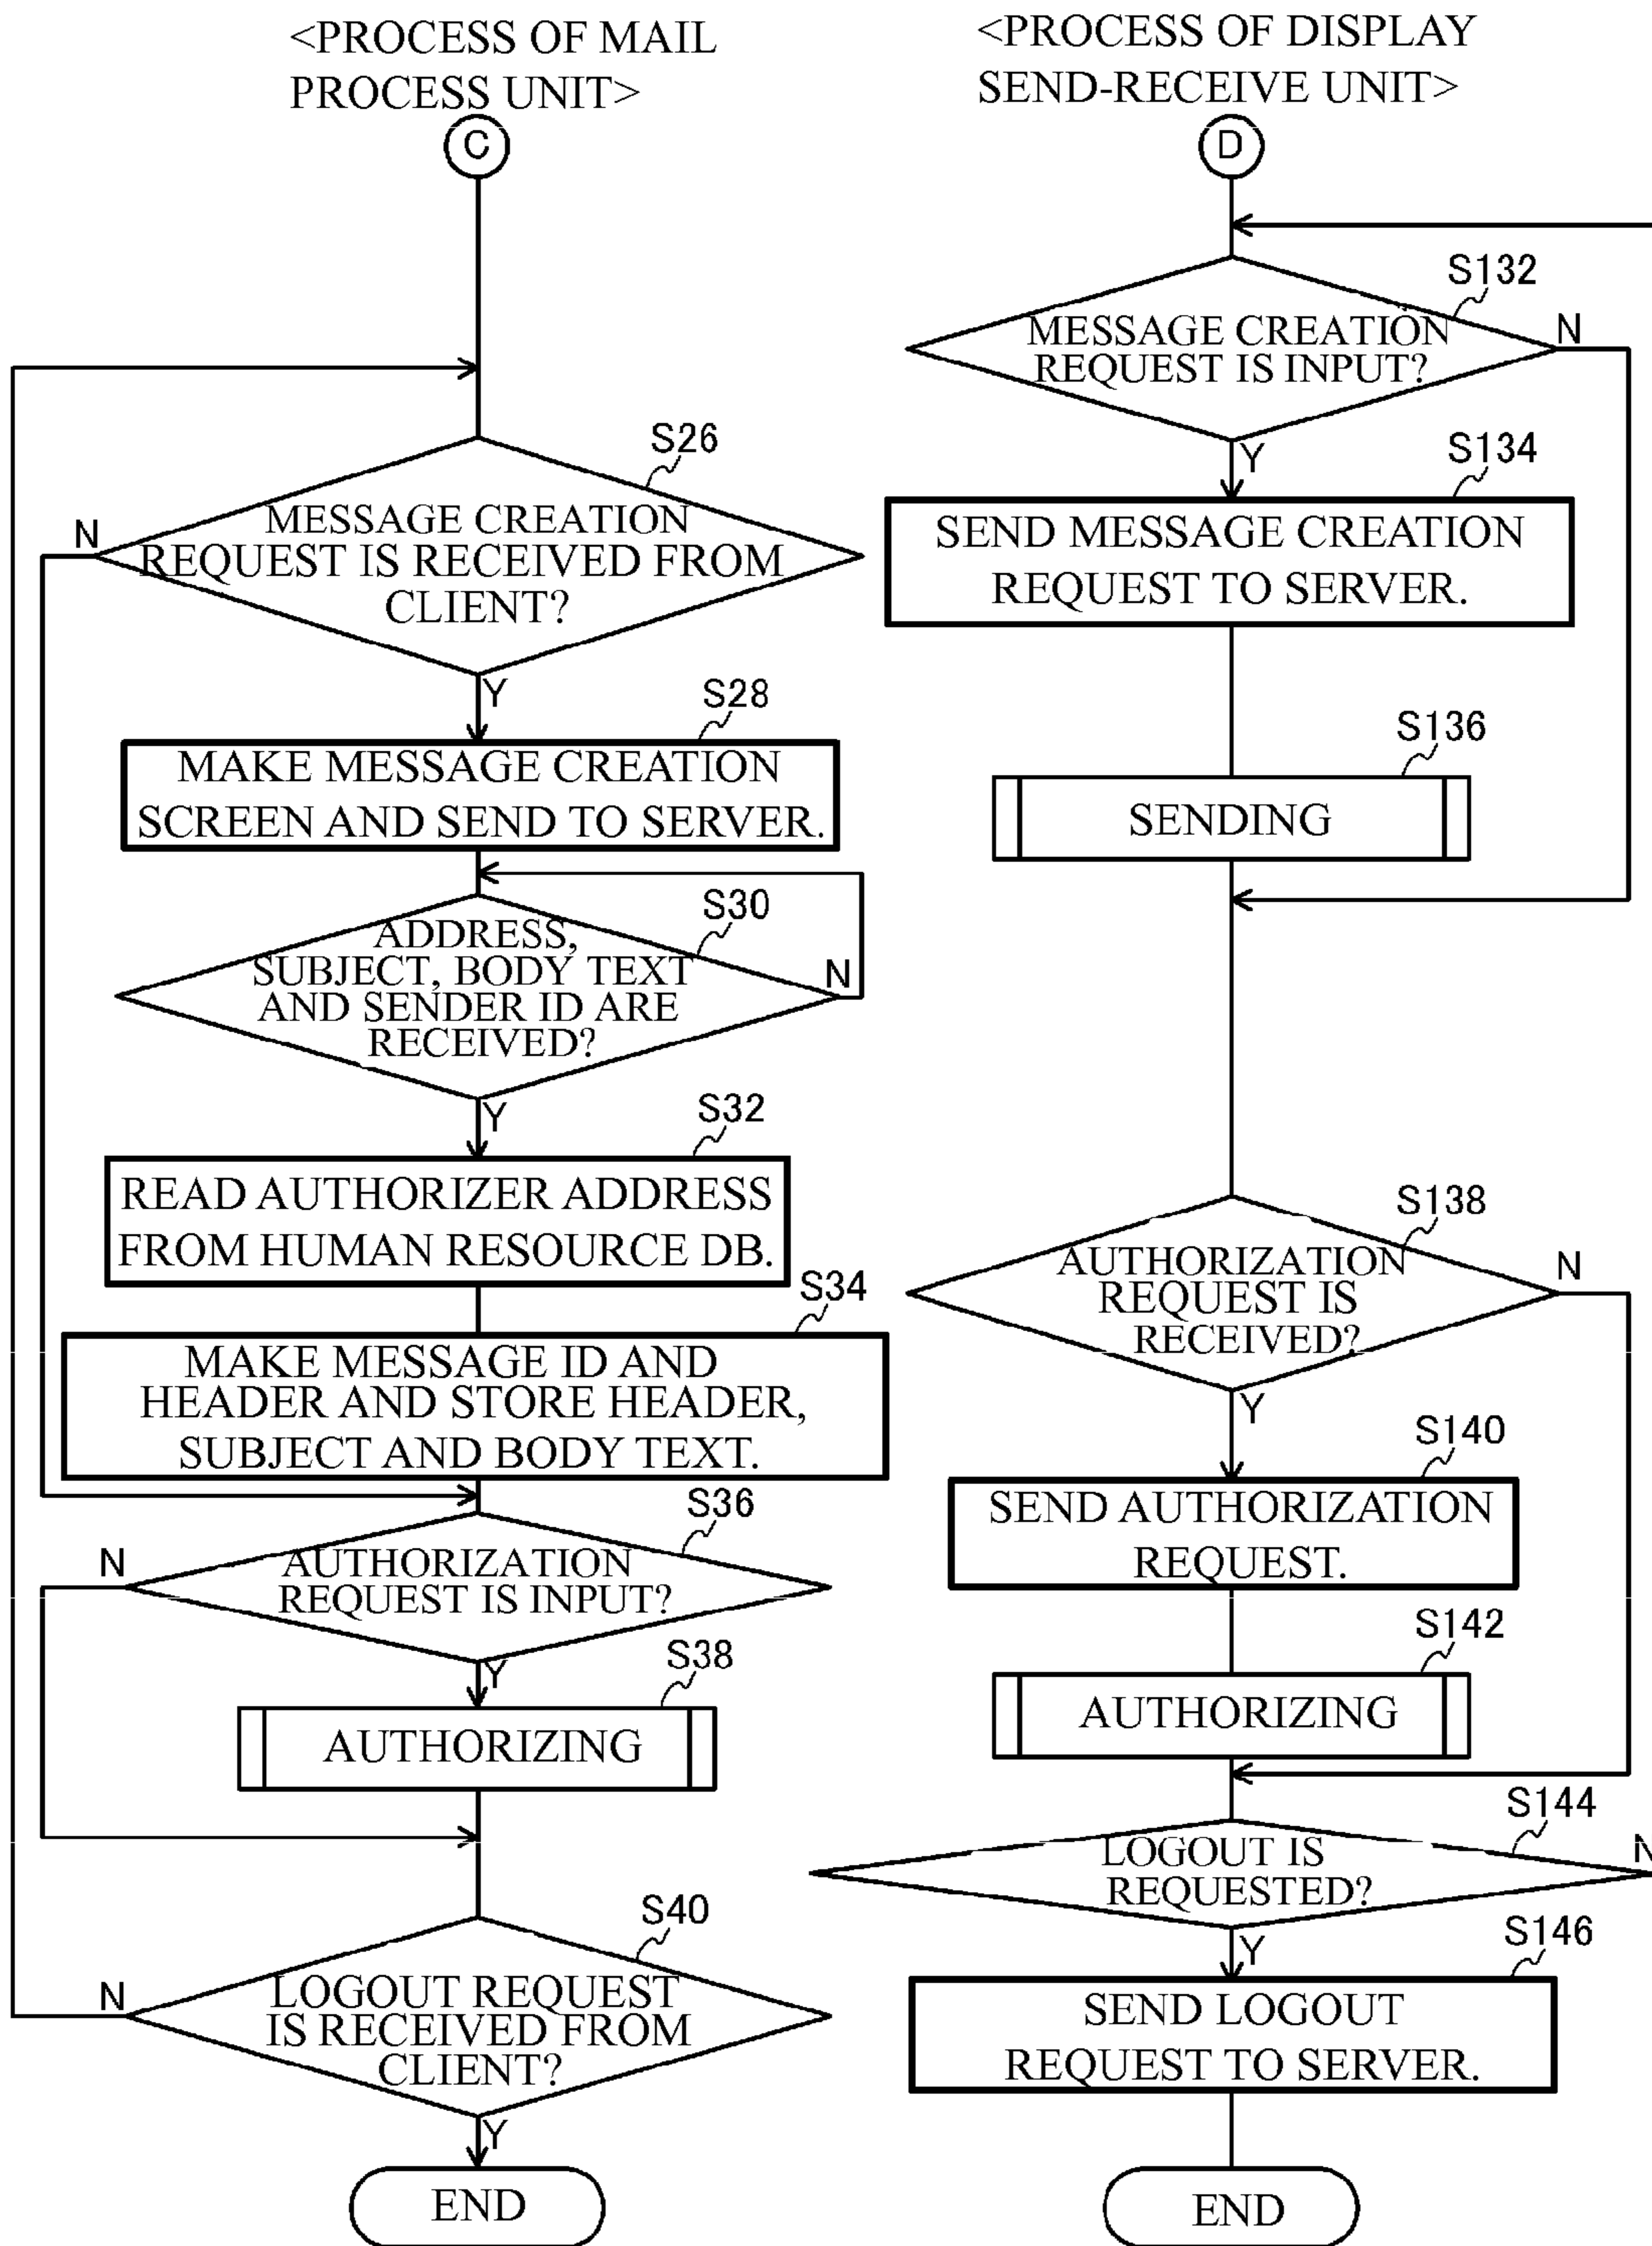 <PROCESS OF MAIL
PROCESS UNIT>
C
S26
MESSAGE CREATION
REQUEST IS RECEIVED FROM
CLIENT?
N
Y
S28
MAKE MESSAGE CREATION
SCREEN AND SEND TO SERVER.
S30
ADDRESS,
SUBJECT, BODY TEXT
AND SENDER ID ARE
RECEIVED?
N
Y
S32
READ AUTHORIZER ADDRESS
FROM HUMAN RESOURCE DB.
S34
MAKE MESSAGE ID AND
HEADER AND STORE HEADER,
SUBJECT AND BODY TEXT.
S36
AUTHORIZATION
REQUEST IS INPUT?
N
Y
S38
AUTHORIZING
S40
LOGOUT REQUEST
IS RECEIVED FROM
CLIENT?
N
Y
END
<PROCESS OF DISPLAY
SEND-RECEIVE UNIT>
D
S132
MESSAGE CREATION
REQUEST IS INPUT?
N
Y
S134
SEND MESSAGE CREATION
REQUEST TO SERVER.
S136
SENDING
S138
AUTHORIZATION
REQUEST IS
RECEIVED?
N
Y
S140
SEND AUTHORIZATION
REQUEST.
S142
AUTHORIZING
S144
LOGOUT IS
REQUESTED?
N
Y
S146
SEND LOGOUT
REQUEST TO SERVER.
END